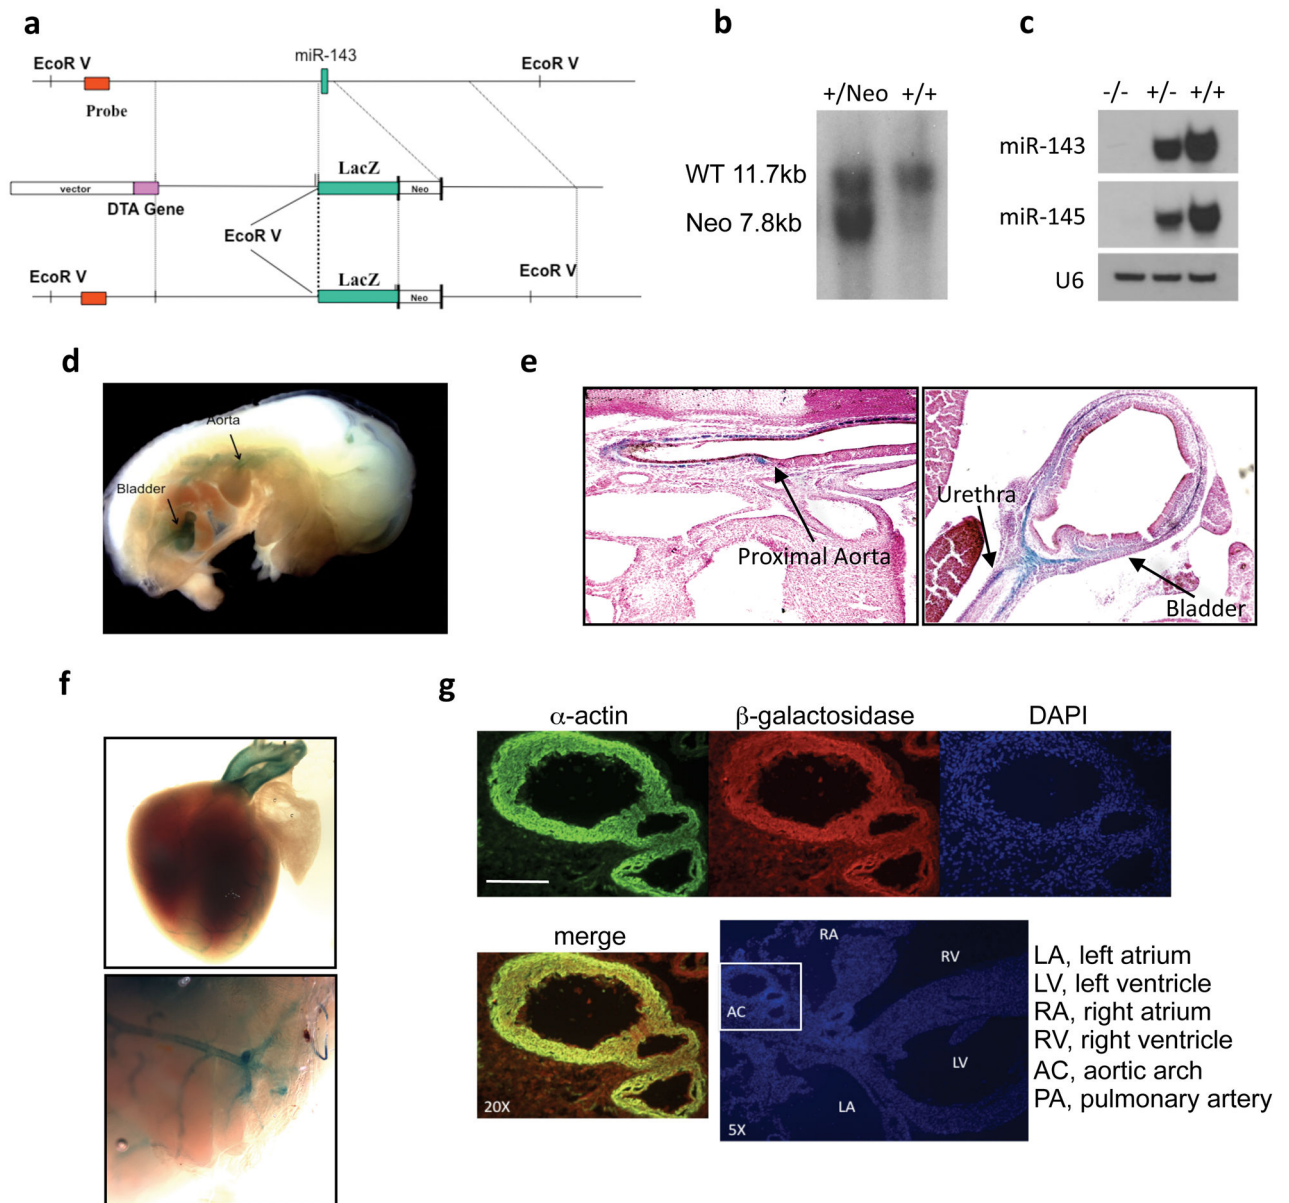 a
miR-143
EcoR V
EcoR V
Probe
LacZ
vector
Neo
DTA Gene
EcoR V
EcoR V
LacZ
EcoR V
Neo
b
+/Neo +/+
WT 11.7kb
Neo 7.8kb
c
-/- +/- +/+
miR-143
miR-145
U6
d
Aorta
Bladder
e
Proximal Aorta
Urethra
Bladder
f
g
α-actin
β-galactosidase
DAPI
merge
20X
RA
RV
AC
LV
LA
5X
LA, left atrium
LV, left ventricle
RA, right atrium
RV, right ventricle
AC, aortic arch
PA, pulmonary artery